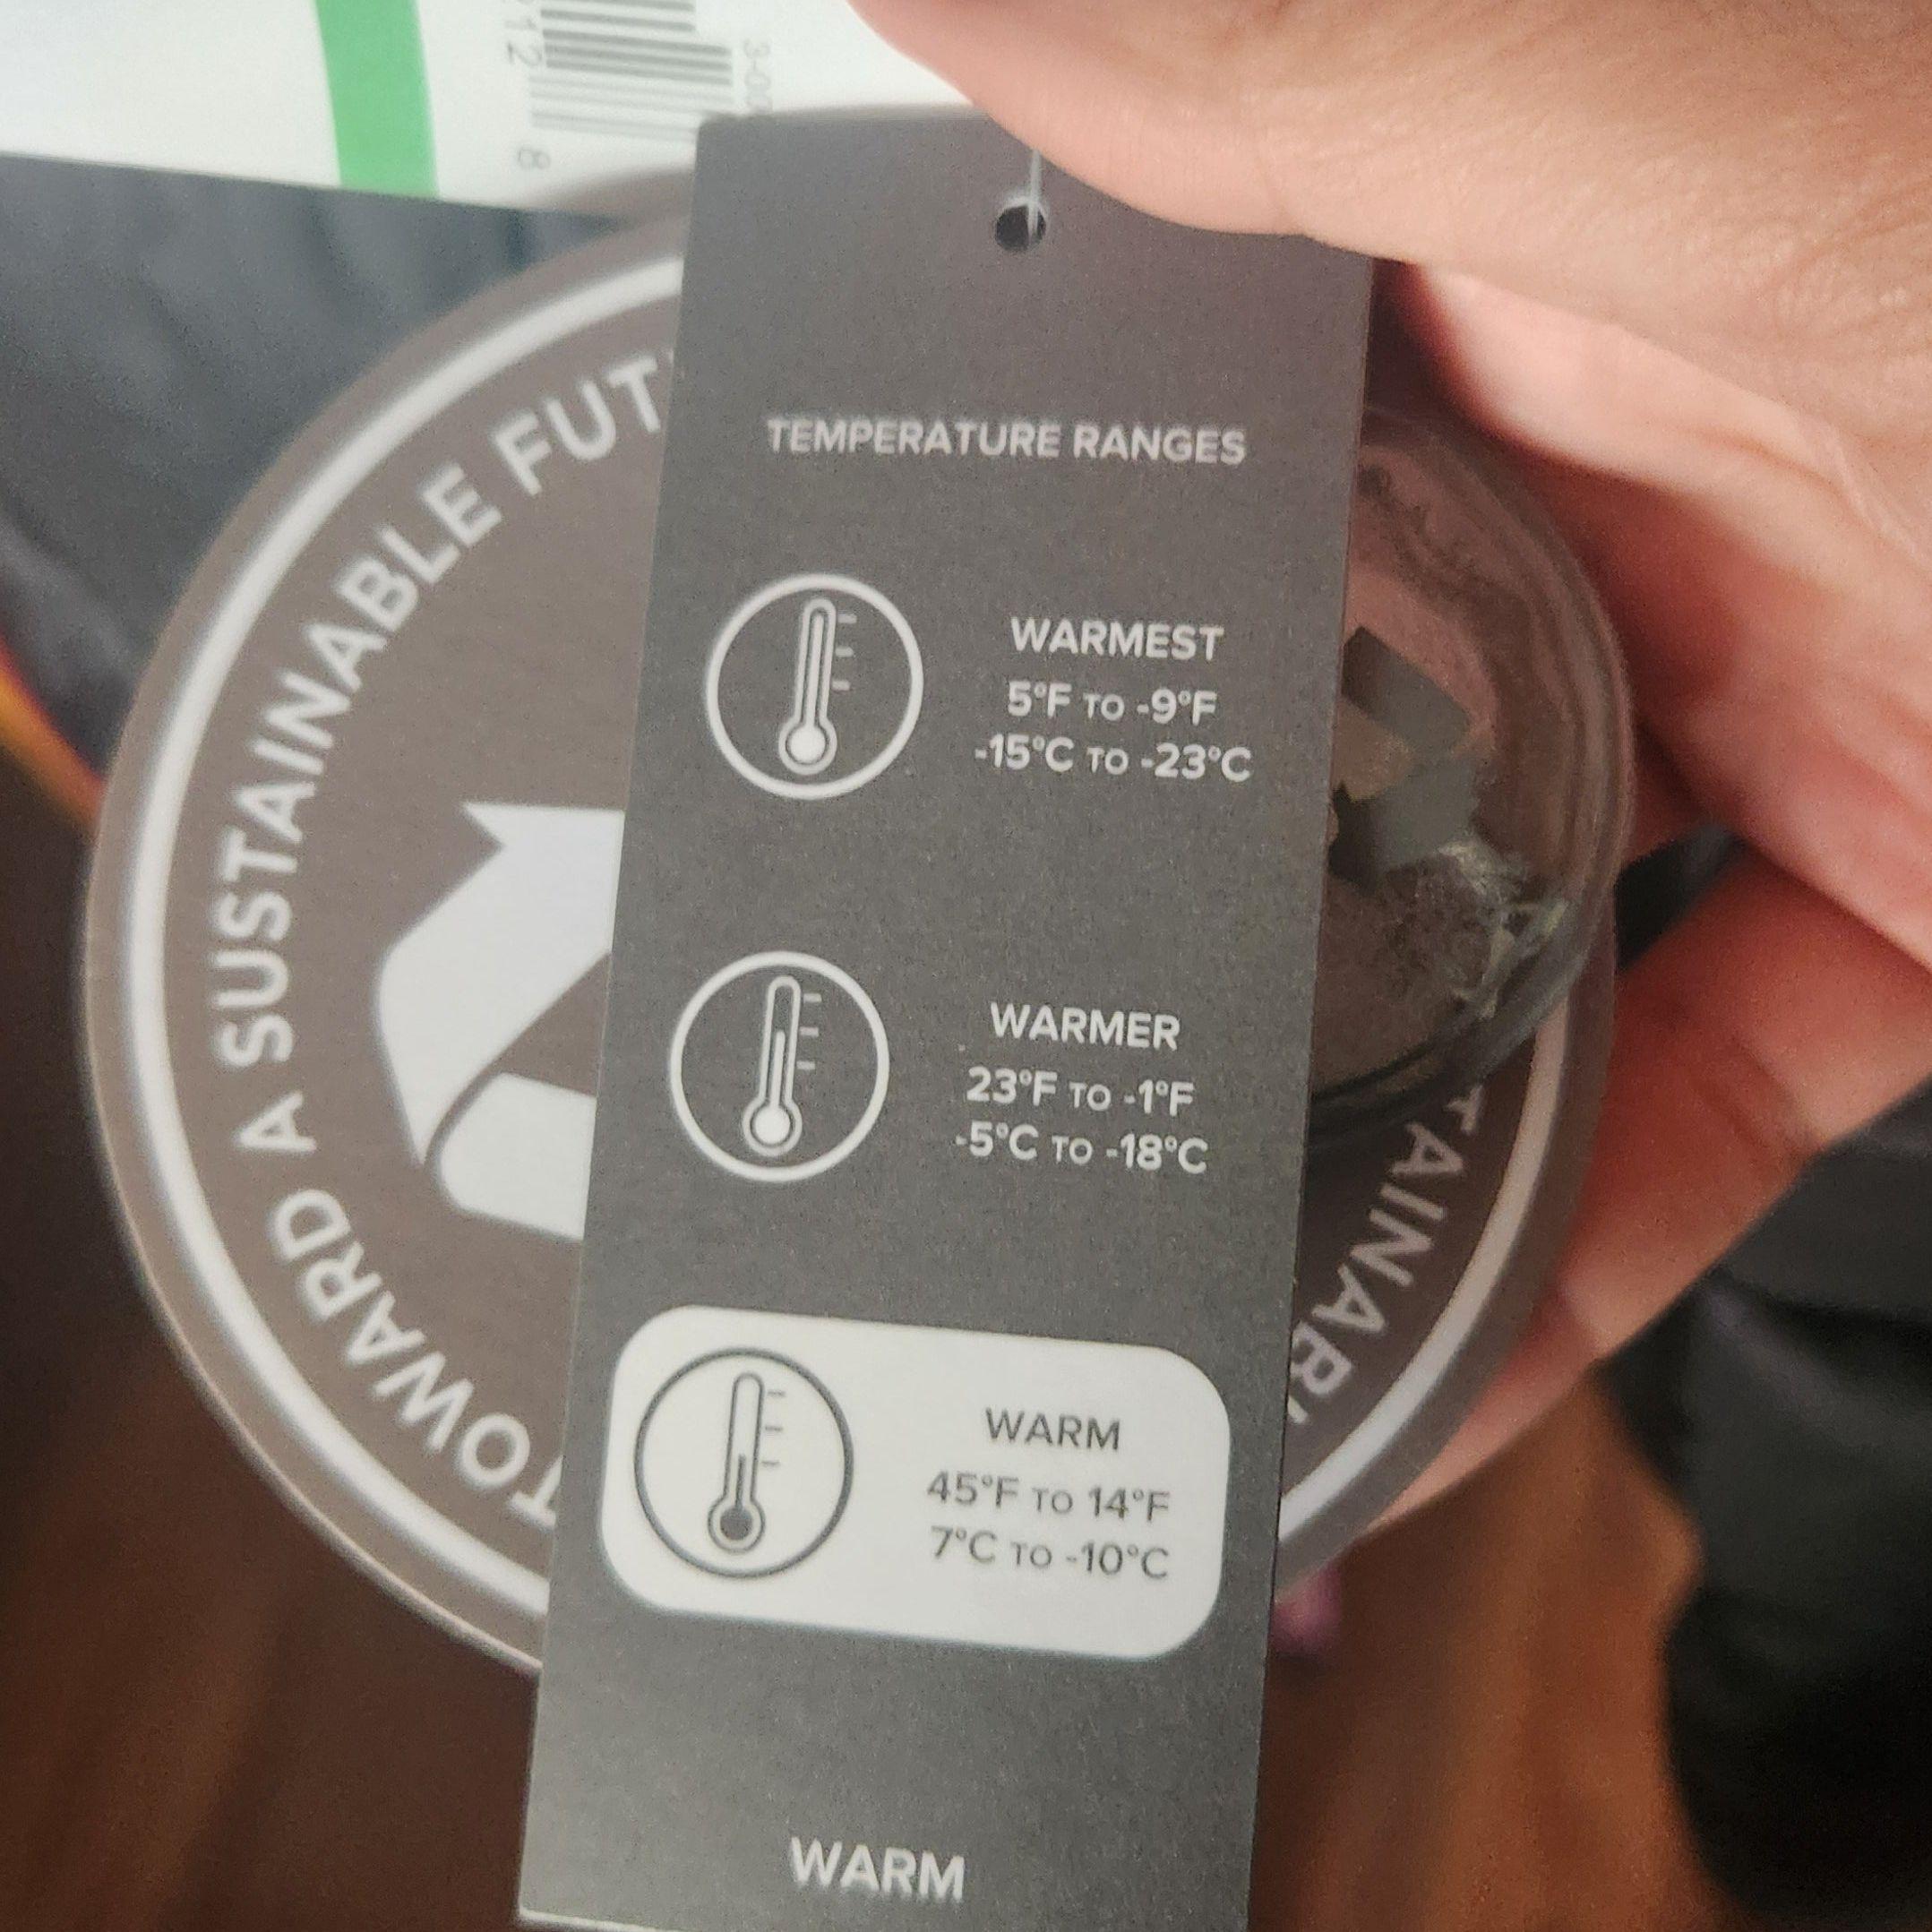 TEMPERATURE RANGES
WARMEST
5°F TO -9°F
-15°C TO -23°C
WARMER
23°F TO -1°F
-5°C TO -18°C
WARM
45°F TO 14°F
7°C TO -10°C
WARM
TOWARD A SUSTAINABLE
8